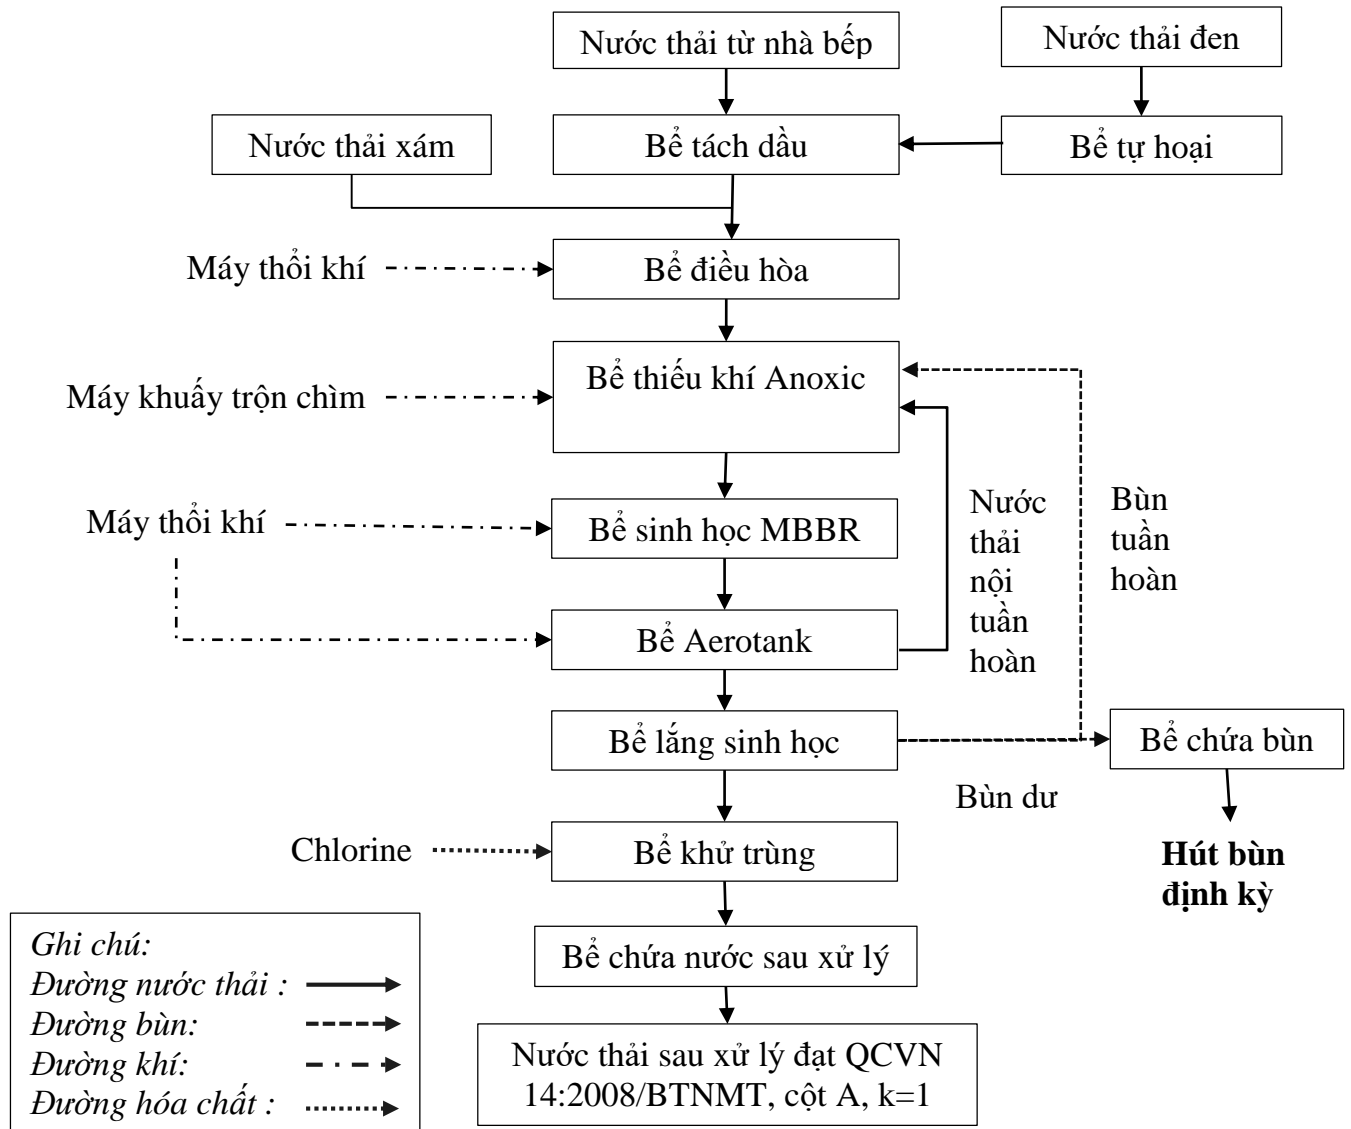 Nước thải từ nhà bếp
Nước thải đen
Nước thải xám
Bể tách dầu
Bể tự hoại
Máy thổi khí
Bể điều hòa
Máy khuấy trộn chìm
Bể thiếu khí Anoxic
Máy thổi khí
Bể sinh học MBBR
Nước
thải
nội
tuần
hoàn
Bùn
tuần
hoàn
Bể Aerotank
Bể lắng sinh học
Bể chứa bùn
Bùn dư
Chlorine
Bể khử trùng
Hút bùn
định kỳ
Bể chứa nước sau xử lý
Nước thải sau xử lý đạt QCVN
14:2008/BTNMT, cột A, k=1
Ghi chú:
Đường nước thải :
Đường bùn:
Đường khí:
Đường hóa chất :